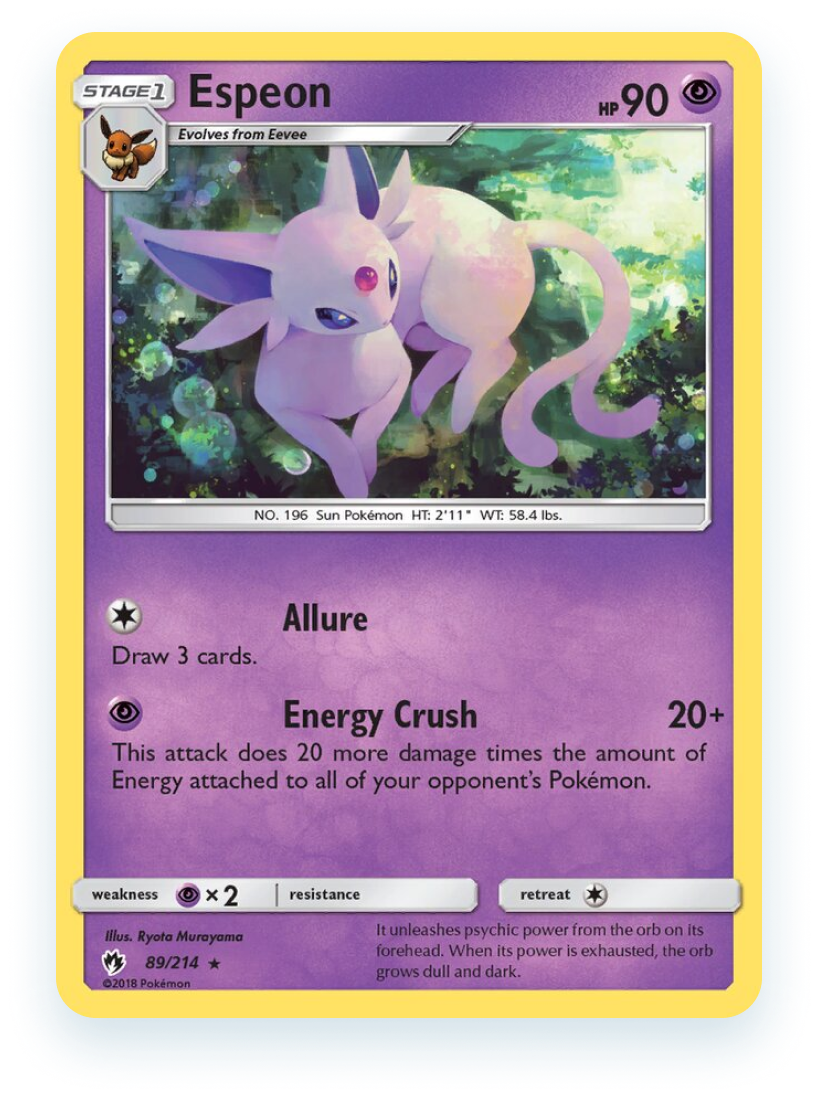 STAGE1 Espeon HP 90
Evolves from Eevee
NO. 196 Sun Pokémon HT: 2'11" WT: 58.4 lbs.
Allure
Draw 3 cards.
Energy Crush 20+
This attack does 20 more damage times the amount of
Energy attached to all of your opponent's Pokémon.
weakness ×2 resistance retreat
Illus. Ryota Murayama
89/214 ★
©2018 Pokémon
It unleashes psychic power from the orb on its
forehead. When its power is exhausted, the orb
grows dull and dark.